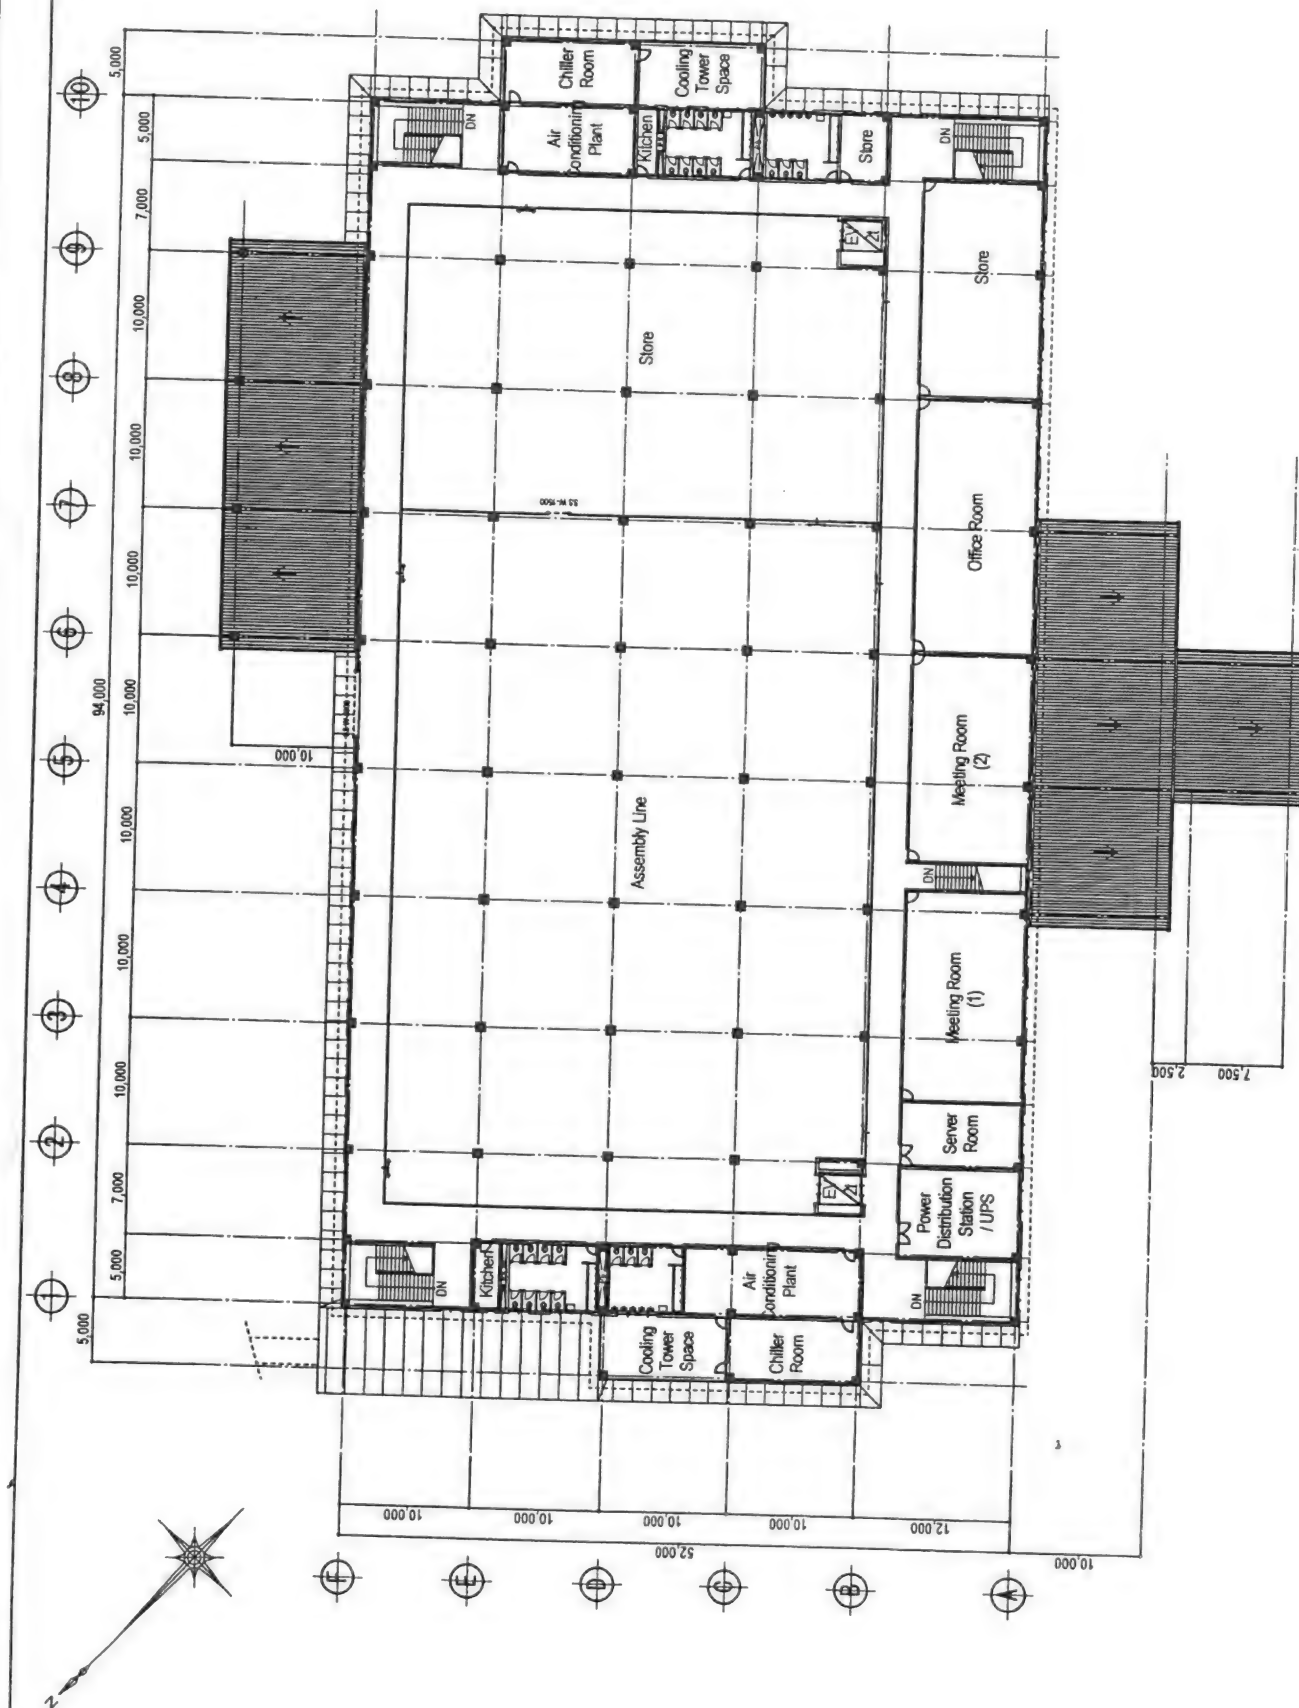 1
2
3
4
5
6
7
8
9
10
5,000
5,000
7,000
10,000
10,000
10,000
10,000
10,000
10,000
10,000
7,000
5,000
5,000
94,000
10,000
Chiller
Room
Cooling
Tower
Space
Air
Conditioning
Plant
Kitchen
Store
DN
DN
EV
21
Store
Store
SS W-1500
Office Room
Assembly Line
Meeting Room
(2)
DN
Meeting Room
(1)
Server
Room
Power
Distribution
Station
/ UPS
EV
21
DN
DN
Kitchen
Air
Conditioning
Plant
Cooling
Tower
Space
Chiller
Room
2,500
7,500
10,000
10,000
10,000
10,000
12,000
52,000
10,000
F
E
D
C
B
A
N